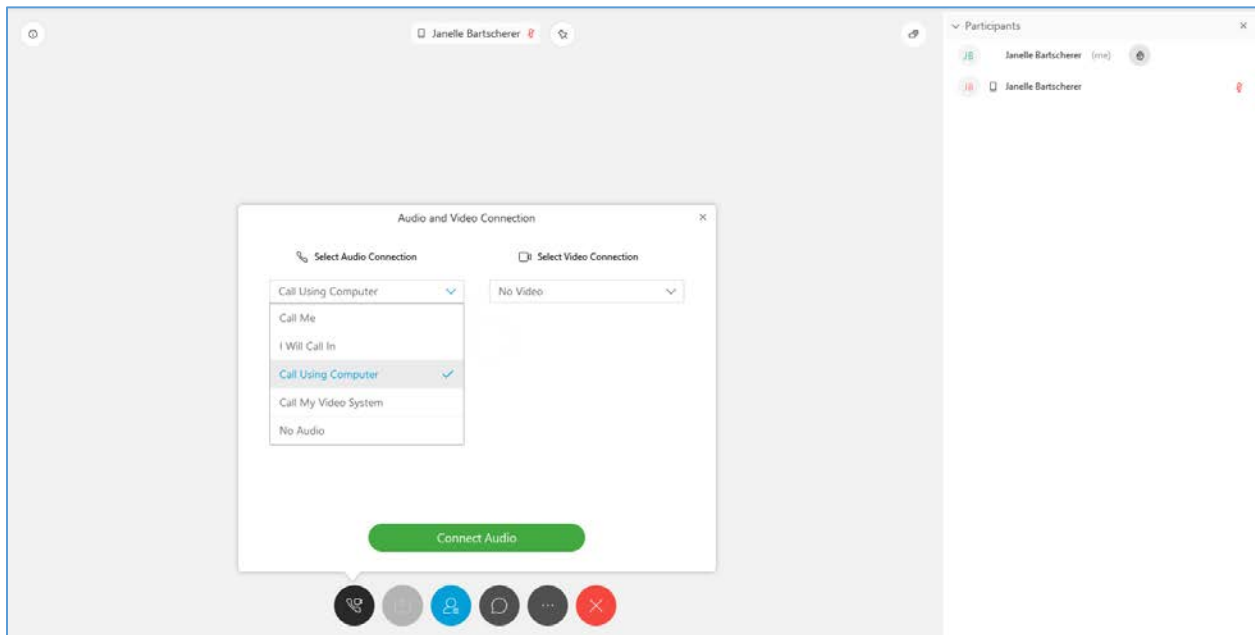 Janelle Bartscherer
Participants
JB Janelle Bartscherer (me)
JB Janelle Bartscherer
Audio and Video Connection
Select Audio Connection
Select Video Connection
Call Using Computer
No Video
Call Me
I Will Call In
Call Using Computer
Call My Video System
No Audio
Connect Audio